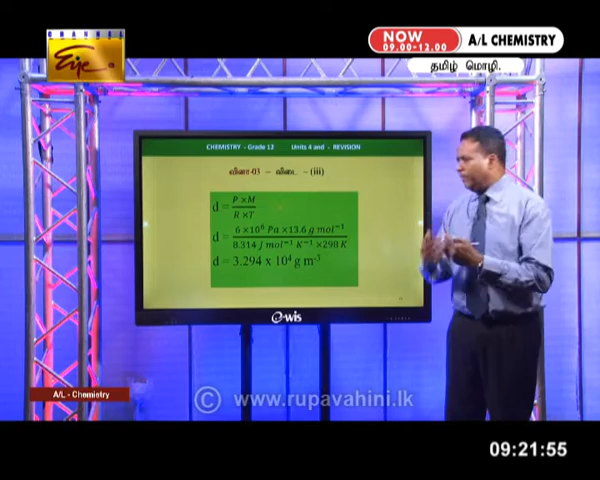 CHANNEL
Eye
NOW
09.00-12.00
A/L CHEMISTRY
தமிழ் மொழி.
CHEMISTRY - Grade 12 Units 4 and - REVISION
வினா-03 – விடை – (iii)
d = P ×M / R ×T
d = 6 ×10⁶ Pa ×13.6 g mol⁻¹ / 8.314 J mol⁻¹ K⁻¹ ×298 K
d = 3.294 x 10⁴ g m⁻³
e-wis
A/L - Chemistry
© www.rupavahini.lk
09:21:55